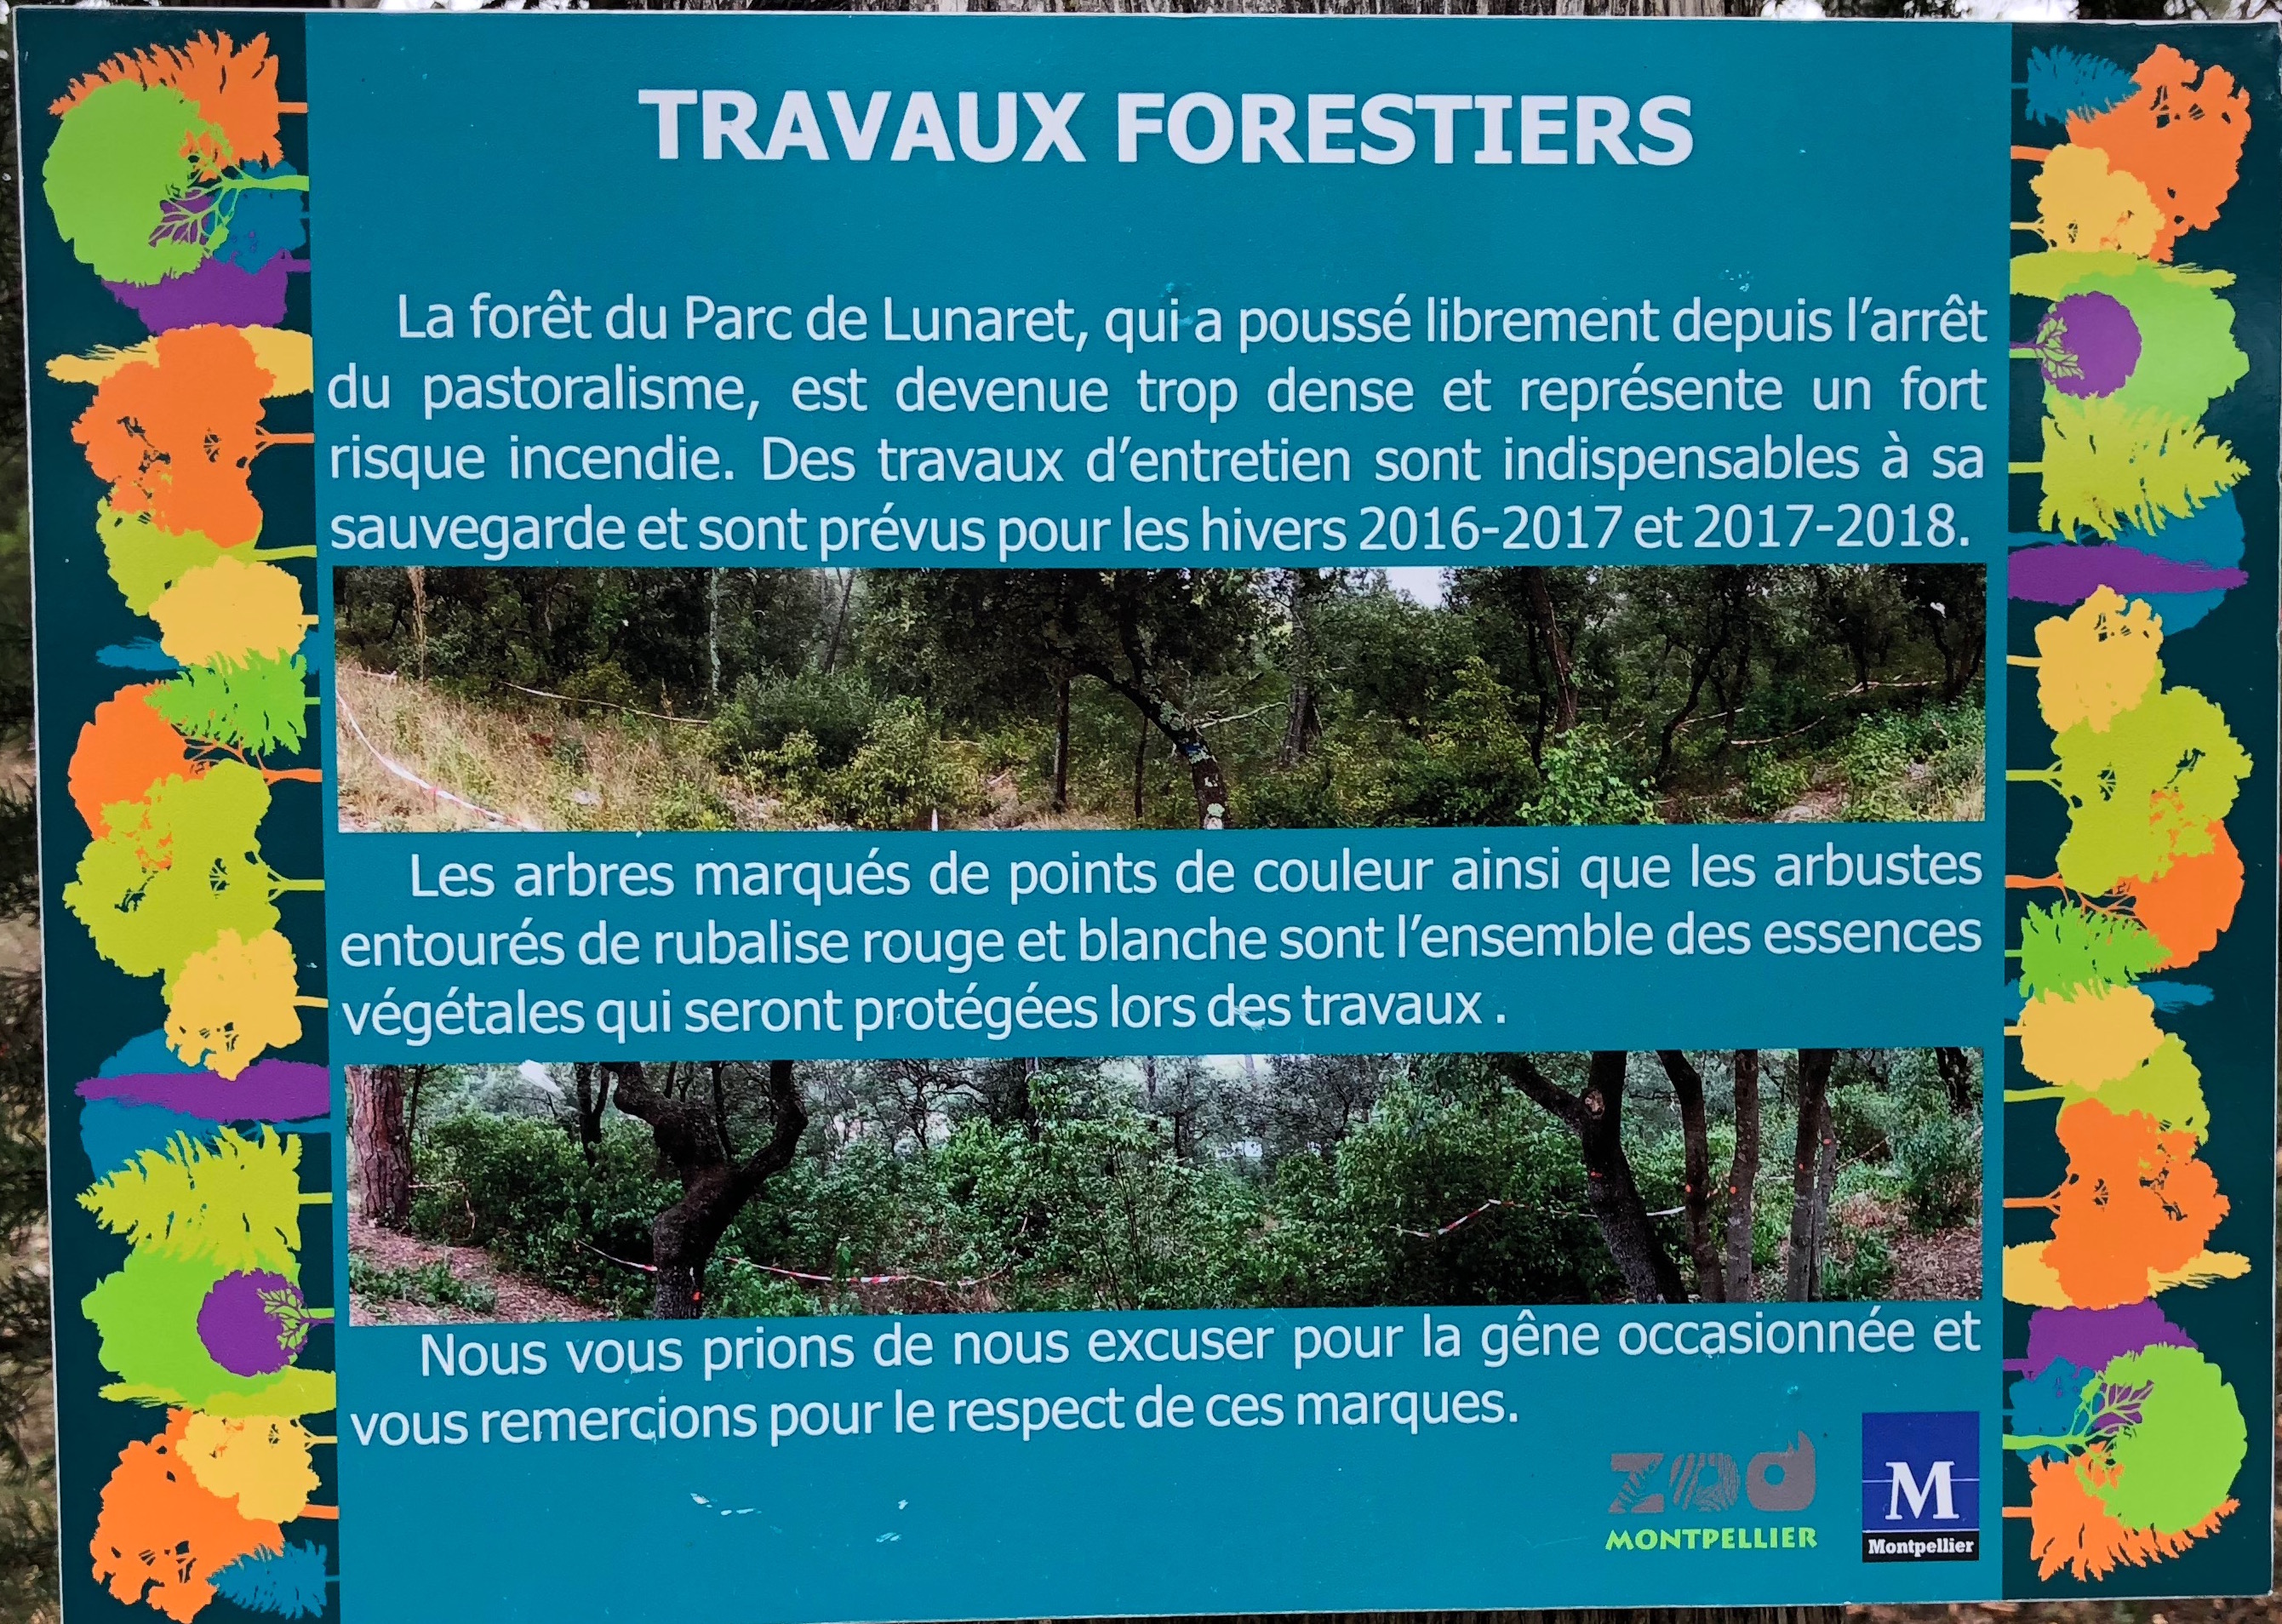 TRAVAUX FORESTIERS
La forêt du Parc de Lunaret, qui a poussé librement depuis l'arrêt
du pastoralisme, est devenue trop dense et représente un fort
risque incendie. Des travaux d'entretien sont indispensables à sa
sauvegarde et sont prévus pour les hivers 2016-2017 et 2017-2018.
Les arbres marqués de points de couleur ainsi que les arbustes
entourés de rubalise rouge et blanche sont l'ensemble des essences
végétales qui seront protégées lors des travaux .
Nous vous prions de nous excuser pour la gêne occasionnée et
vous remercions pour le respect de ces marques.
zoo
MONTPELLIER
M
Montpellier